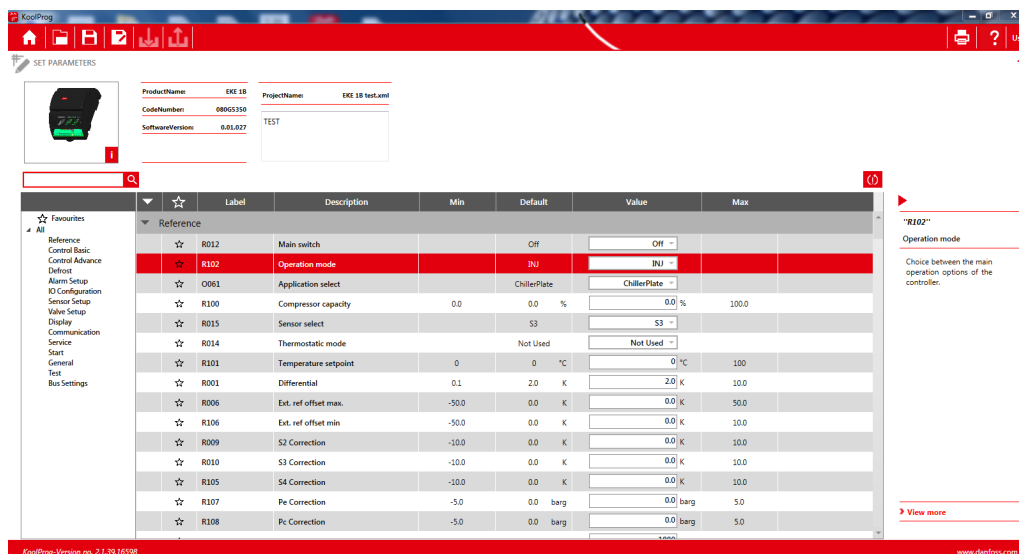 KoolProg
Us
SET PARAMETERS
ProductName: EKE 1B
CodeNumber: 080G5350
SoftwareVersion: 0.01.027
ProjectName: EKE 1B test.xml
TEST
Label Description Min Default Value Max
Favourites
All
Reference
Control Basic
Control Advance
Defrost
Alarm Setup
IO Configuration
Sensor Setup
Valve Setup
Display
Communication
Service
Start
General
Test
Bus Settings
Reference
R012 Main switch Off Off
R102 Operation mode INJ INJ
O061 Application select ChillerPlate ChillerPlate
R100 Compressor capacity 0.0 0.0 % 0.0 % 100.0
R015 Sensor select S3 S3
R014 Thermostatic mode Not Used Not Used
R101 Temperature setpoint 0 0 °C 0 °C 100
R001 Differential 0.1 2.0 K 2.0 K 10.0
R006 Ext. ref offset max. -50.0 0.0 K 0.0 K 50.0
R106 Ext. ref offset min -50.0 0.0 K 0.0 K 10.0
R009 S2 Correction -10.0 0.0 K 0.0 K 10.0
R010 S3 Correction -10.0 0.0 K 0.0 K 10.0
R105 S4 Correction -10.0 0.0 K 0.0 K 10.0
R107 Pe Correction -5.0 0.0 barg 0.0 barg 5.0
R108 Pc Correction -5.0 0.0 barg 0.0 barg 5.0
"R102"
Operation mode
Choice between the main
operation options of the
controller.
View more
KoolProg-Version no. 2.1.39.16598
www.danfoss.com